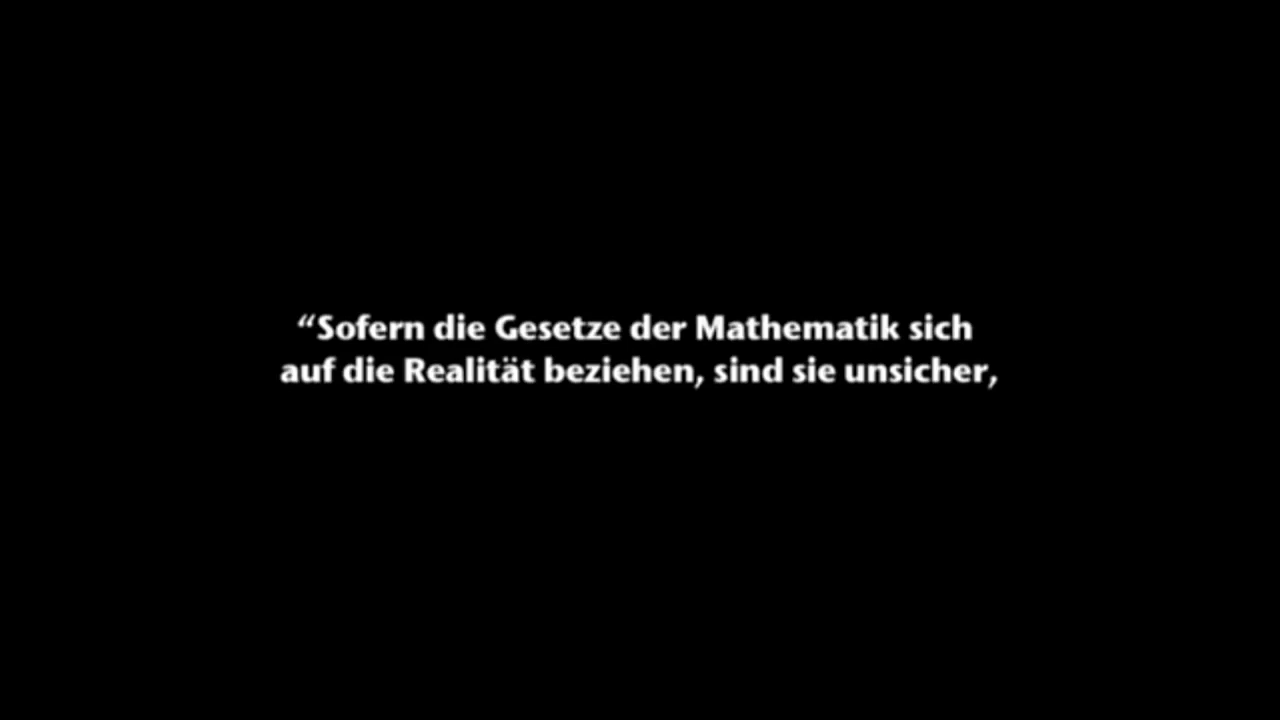 “Sofern die Gesetze der Mathematik sich
auf die Realität beziehen, sind sie unsicher,